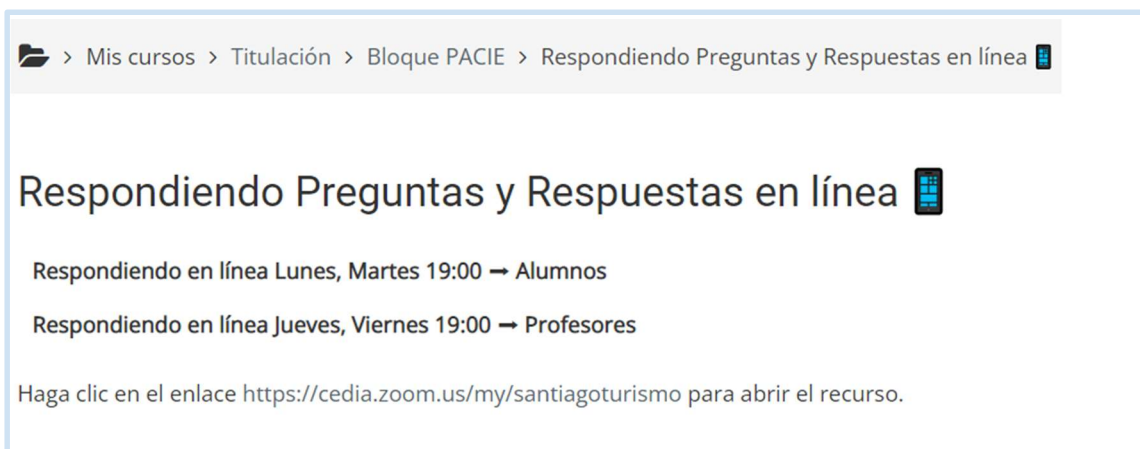 > Mis cursos > Titulación > Bloque PACIE > Respondiendo Preguntas y Respuestas en línea
Respondiendo Preguntas y Respuestas en línea
Respondiendo en línea Lunes, Martes 19:00 → Alumnos
Respondiendo en línea Jueves, Viernes 19:00 → Profesores
Haga clic en el enlace https://cedia.zoom.us/my/santiagoturismo para abrir el recurso.